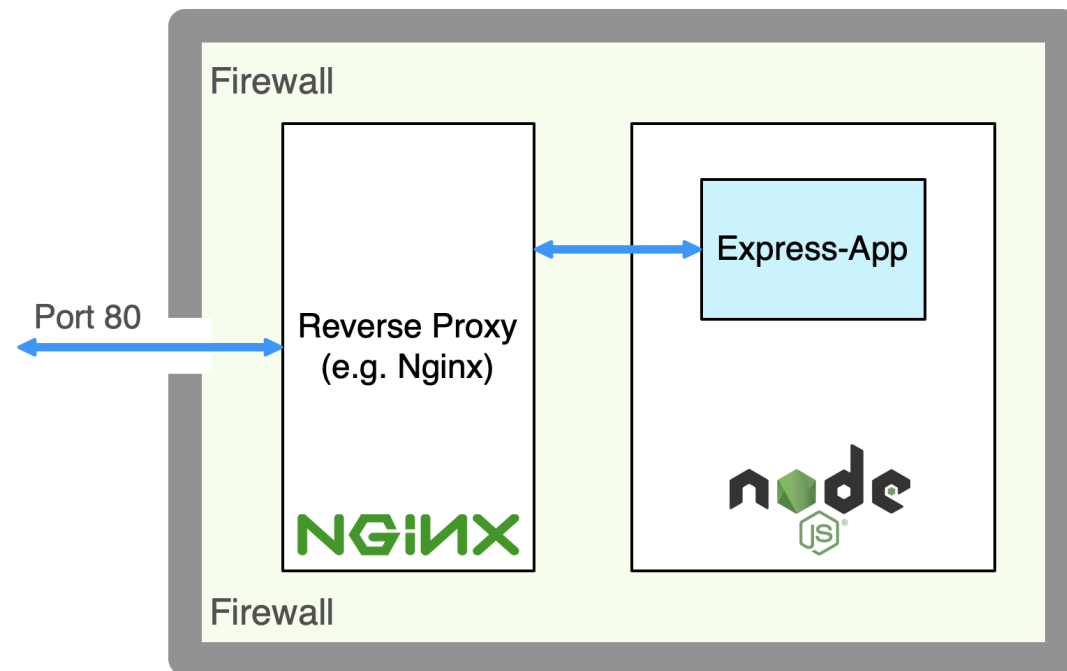 Firewall
Port 80
Reverse Proxy
(e.g. Nginx)
NGiNX
Express-App
node
JS®
Firewall